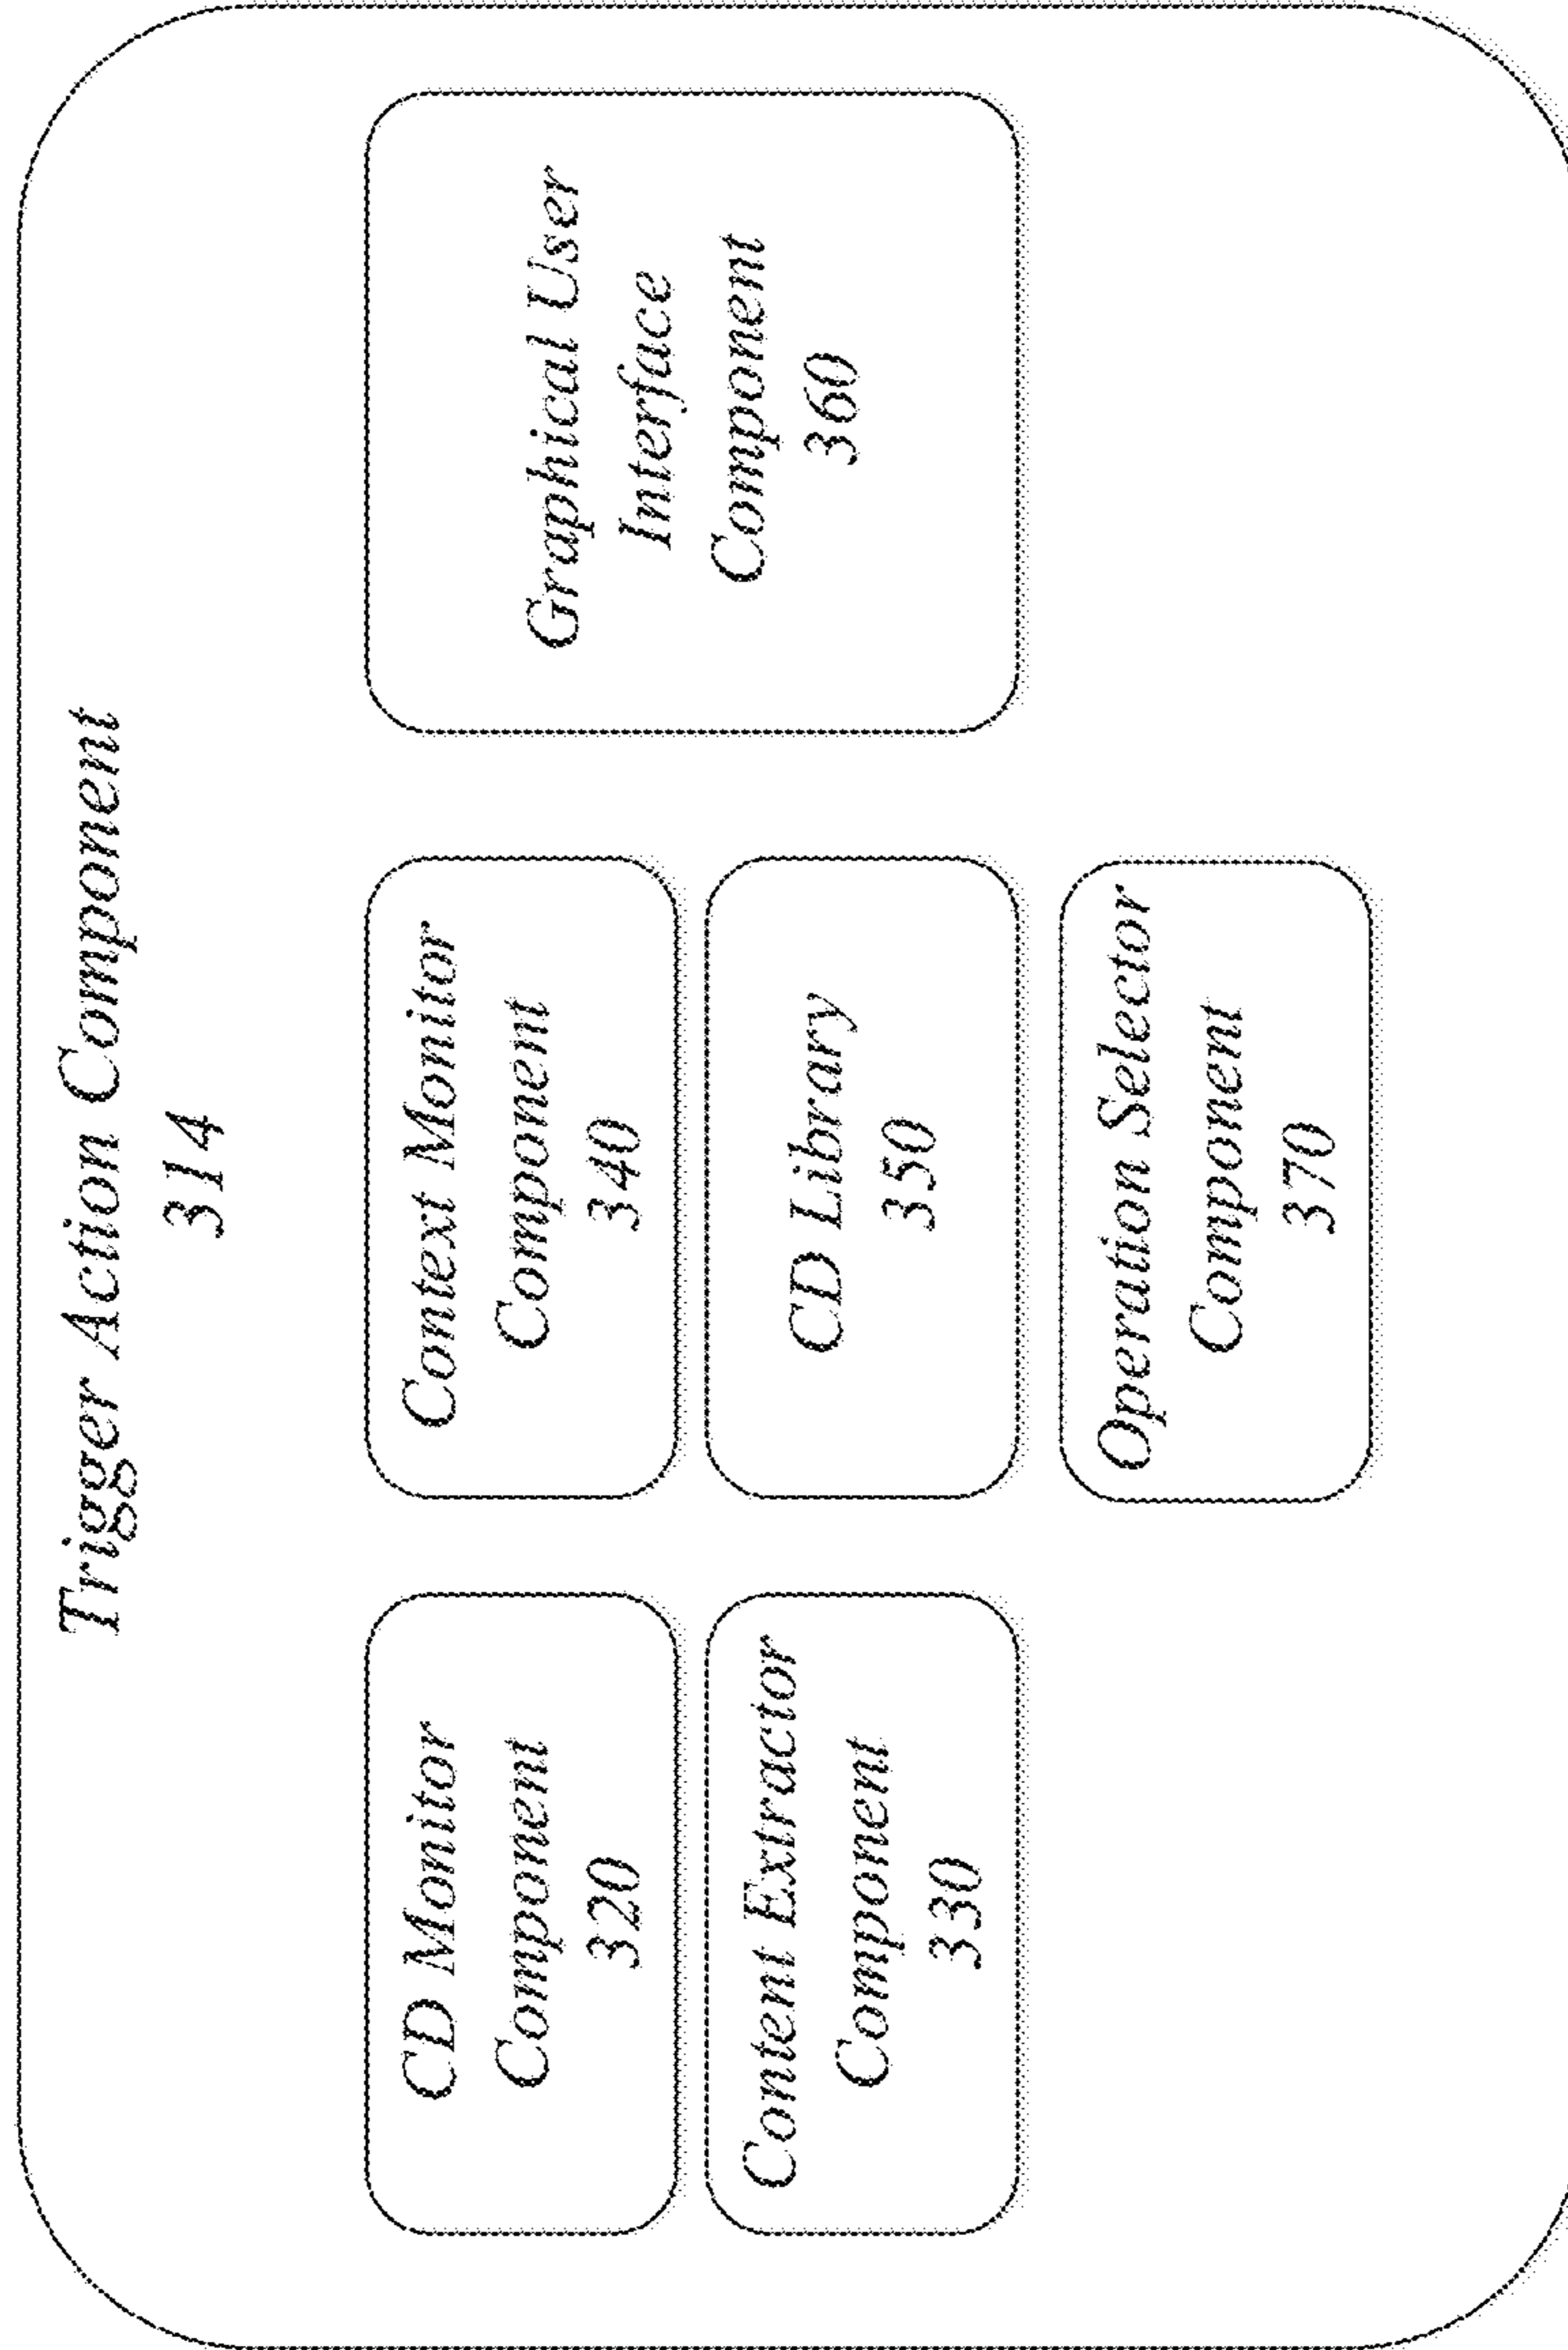 Trigger Action Component
314
CD Monitor
Component
320
Content Extractor
Component
330
Context Monitor
Component
340
CD Library
350
Operation Selector
Component
370
Graphical User
Interface
Component
360